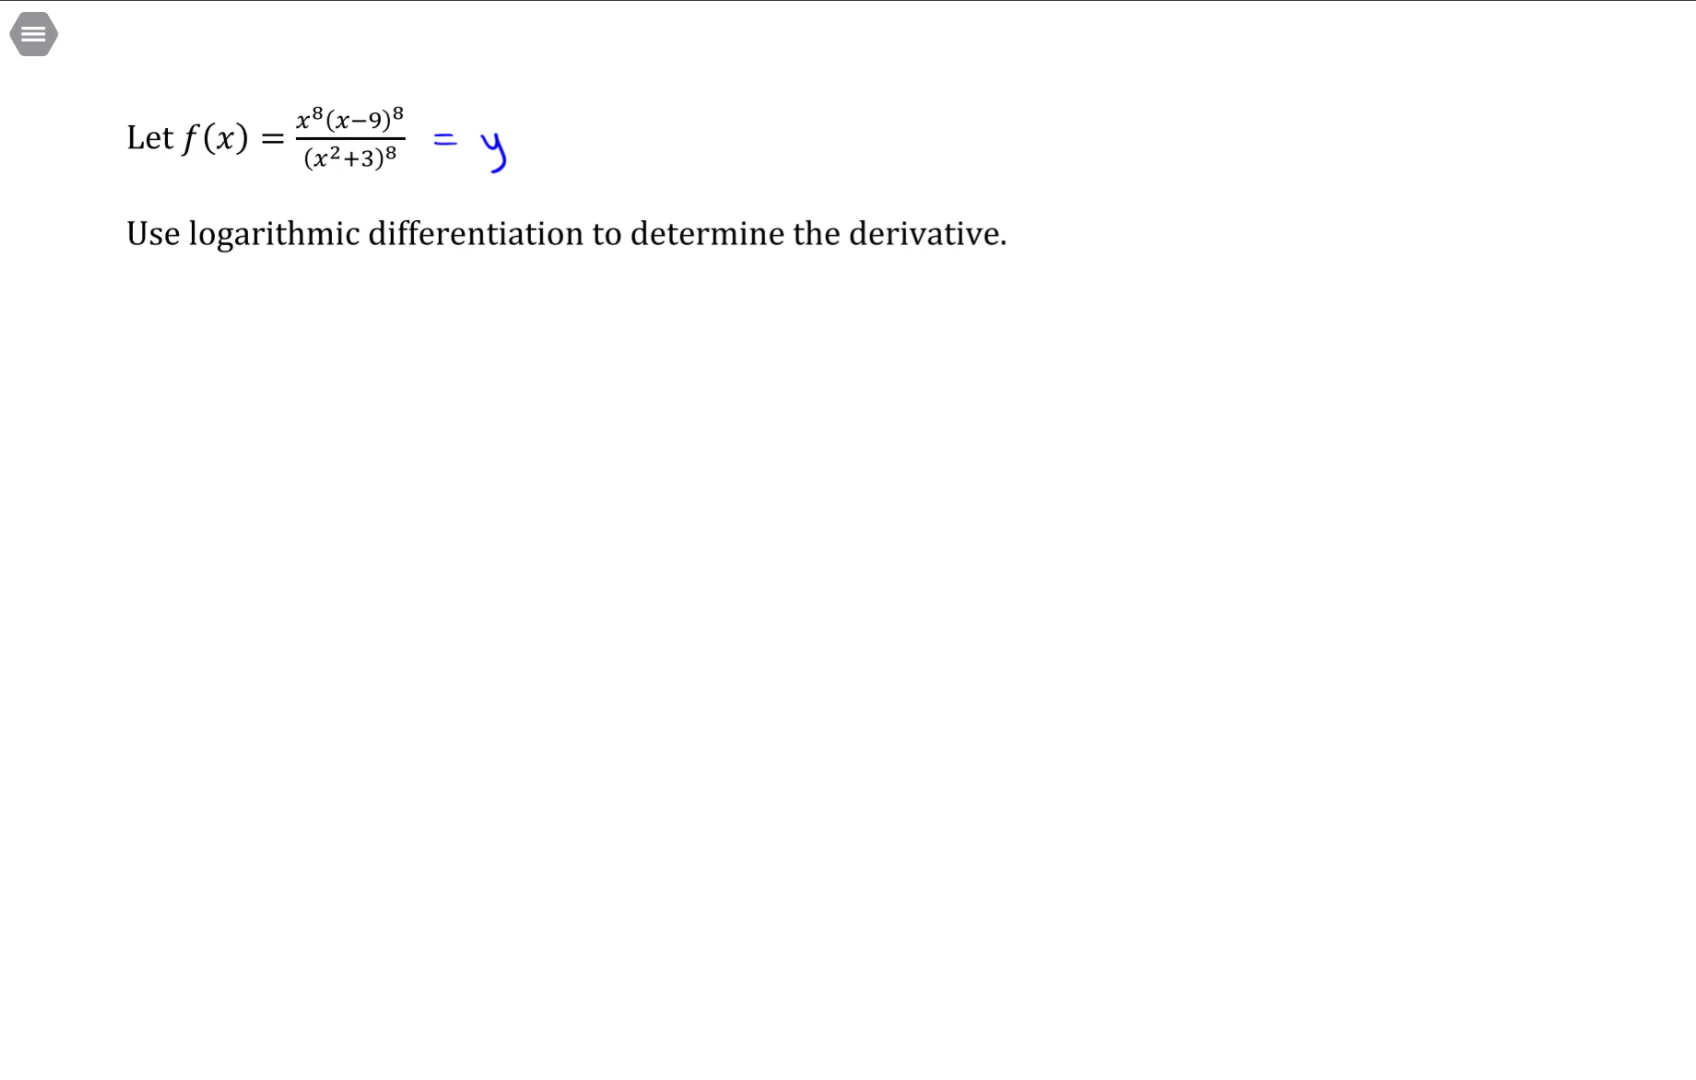 Let f(x) = x⁸(x−9)⁸/(x²+3)⁸ = y
Use logarithmic differentiation to determine the derivative.